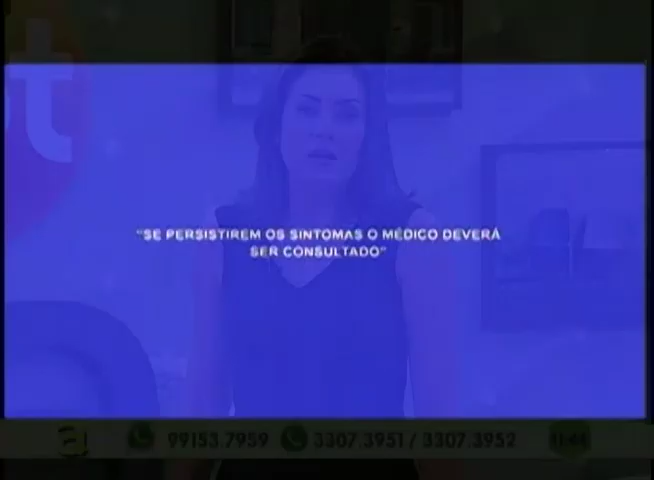 t
"SE PERSISTIREM OS SINTOMAS O MÉDICO DEVERÁ
SER CONSULTADO"
a 99153.7959 3307.3951 / 3307.3952